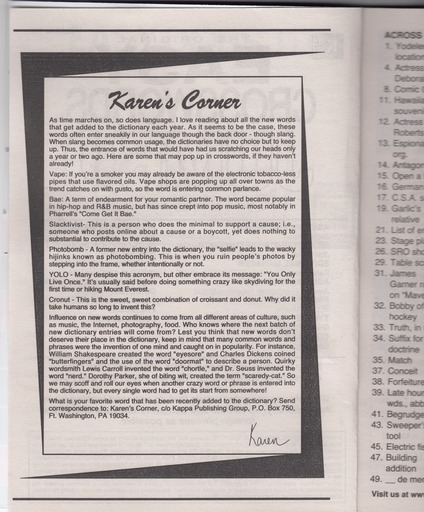 Karen's Corner
As time marches on, so does language. I love reading about all the new words
that get added to the dictionary each year. As it seems to be the case, these
words often enter sneakily in our language though the back door - though slang.
When slang becomes common usage, the dictionaries have no choice but to keep
up. Thus, the entrance of words that would have had us scratching our heads only
a year or two ago. Here are some that may pop up in crosswords, if they haven't
already!
Vape: If you're a smoker you may already be aware of the electronic tobacco-less
pipes that use flavored oils. Vape shops are popping up all over towns as the
trend catches on with gusto, so the word is entering common parlance.
Bae: A term of endearment for your romantic partner. The word became popular
in hip-hop and R&B music, but has since crept into pop music, most notably in
Pharrell's "Come Get It Bae."
Slacktivist- This is a person who does the minimal to support a cause; i.e.,
someone who posts online about a cause or a boycott, yet does nothing to
substantial to contribute to the cause.
Photobomb - A former new entry into the dictionary, the "selfie" leads to the wacky
hijinks known as photobombing. This is when you ruin people's photos by
stepping into the frame, whether intentionally or not.
YOLO - Many despise this acronym, but other embrace its message: "You Only
Live Once." It's usually said before doing something crazy like skydiving for the
first time or hiking Mount Everest.
Cronut - This is the sweet, sweet combination of croissant and donut. Why did it
take humans so long to invent this?
Influence on new words continues to come from all different areas of culture, such
as music, the Internet, photography, food. Who knows where the next batch of
new dictionary entries will come from? Lest you think that new words don't
deserve their place in the dictionary, keep in mind that many common words and
phrases were the invention of one mind and caught on in popularity. For instance,
William Shakespeare created the word "eyesore" and Charles Dickens coined
"butterfingers" and the use of the word "doormat" to describe a person. Quirky
wordsmith Lewis Carroll invented the word "chortle," and Dr. Seuss invented the
word "nerd." Dorothy Parker, she of biting wit, created the term "scaredy-cat." So
we may scoff and roll our eyes when another crazy word or phrase is entered into
the dictionary, but every single word had to get its start from somewhere!
What is your favorite word that has been recently added to the dictionary? Send
correspondence to: Karen's Corner, c/o Kappa Publishing Group, P.O. Box 750,
Ft. Washington, PA 19034.
Karen
ACROSS
1. Yodeler
location
4. Actress
Debora
8. Comic
11. Hawaiia
souveni
12. Actress
Roberts
13. Espiona
org.
14. Antagon
15. Open a
16. German
17. C.S.A. s
19. Garlic's
relative
21. List of er
23. Stage pl
26. SRO sho
29. Table sc
31. James
Garner r
on "Mave
32. Bobby of
hockey
33. Truth, in
34. Suffix for
doctrine
35. Match
37. Conceit
38. Forfeiture
39. Late hour
wds., abb
41. Begrudge
43. Sweeper's
tool
45. Electric fis
47. Building
addition
49. __ de mer
Visit us at ww